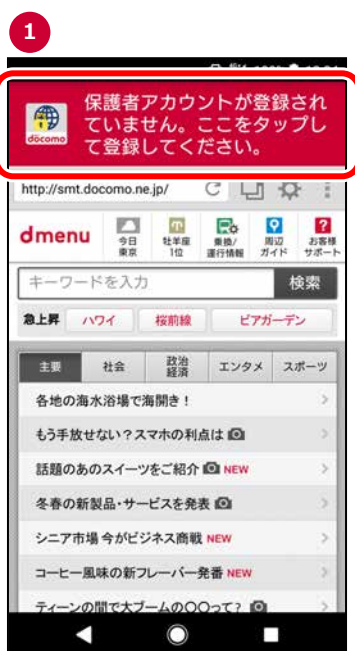 1
保護者アカウントが登録され
ていません。ここをタップし
て登録してください。
docomo
http://smt.docomo.ne.jp/
dmenu
今日
東京
牡羊座
1位
乗換/
運行情報
周辺
ガイド
お客様
サポート
キーワードを入力
検索
急上昇
ハワイ
桜前線
ビアガーデン
主要
社会
政治
経済
エンタメ
スポーツ
各地の海水浴場で海開き！
もう手放せない？スマホの利点は
話題のあのスイーツをご紹介 NEW
冬春の新製品・サービスを発表
シニア市場 今がビジネス商戦 NEW
コーヒー風味の新フレーバー発番 NEW
ティーンの間で大ブームの〇〇って？